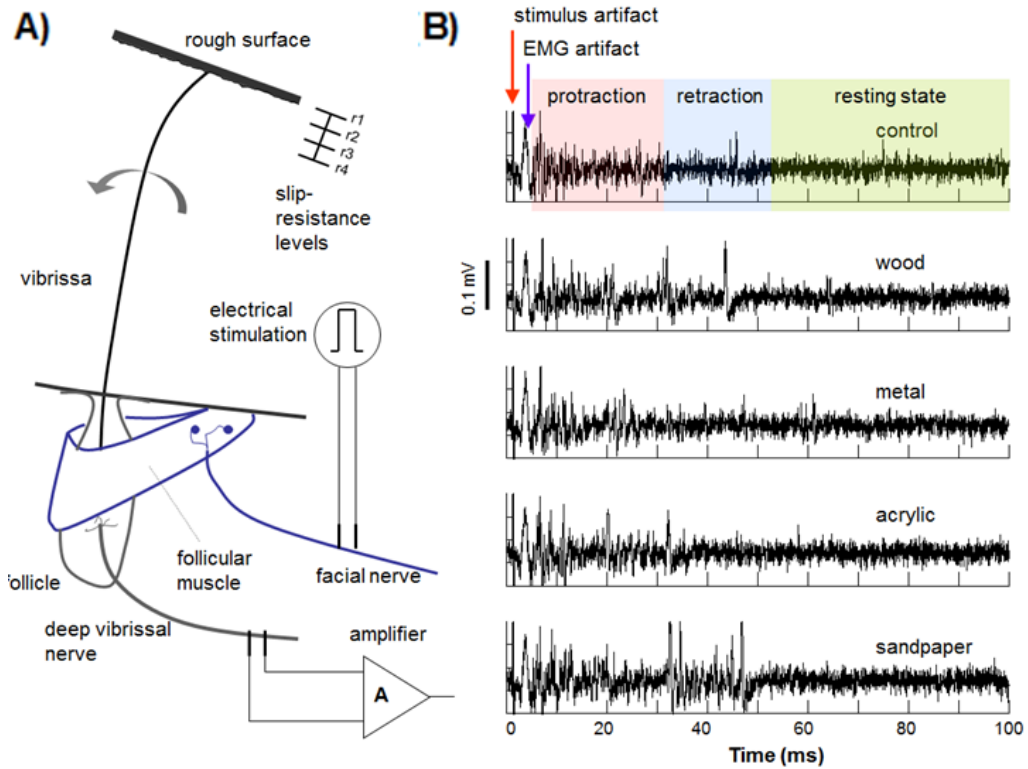 A)
rough surface
r1
r2
r3
r4
slip-
resistance
levels
vibrissa
electrical
stimulation
follicular
muscle
facial nerve
ollicle
deep vibrissal
nerve
amplifier
A
B)
stimulus artifact
EMG artifact
protraction
retraction
resting state
control
0.1 mV
wood
metal
acrylic
sandpaper
0 20 40 60 80 100
Time (ms)